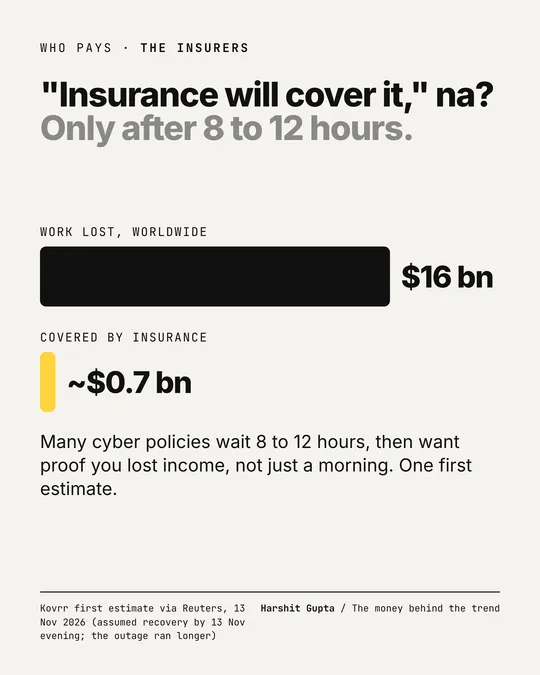 WHO PAYS · THE INSURERS
"Insurance will cover it," na?
Only after 8 to 12 hours.
WORK LOST, WORLDWIDE
$16 bn
COVERED BY INSURANCE
~$0.7 bn
Many cyber policies wait 8 to 12 hours, then want
proof you lost income, not just a morning. One first
estimate.
Kovrr first estimate via Reuters, 13
Nov 2026 (assumed recovery by 13 Nov
evening; the outage ran longer)
Harshit Gupta / The money behind the trend